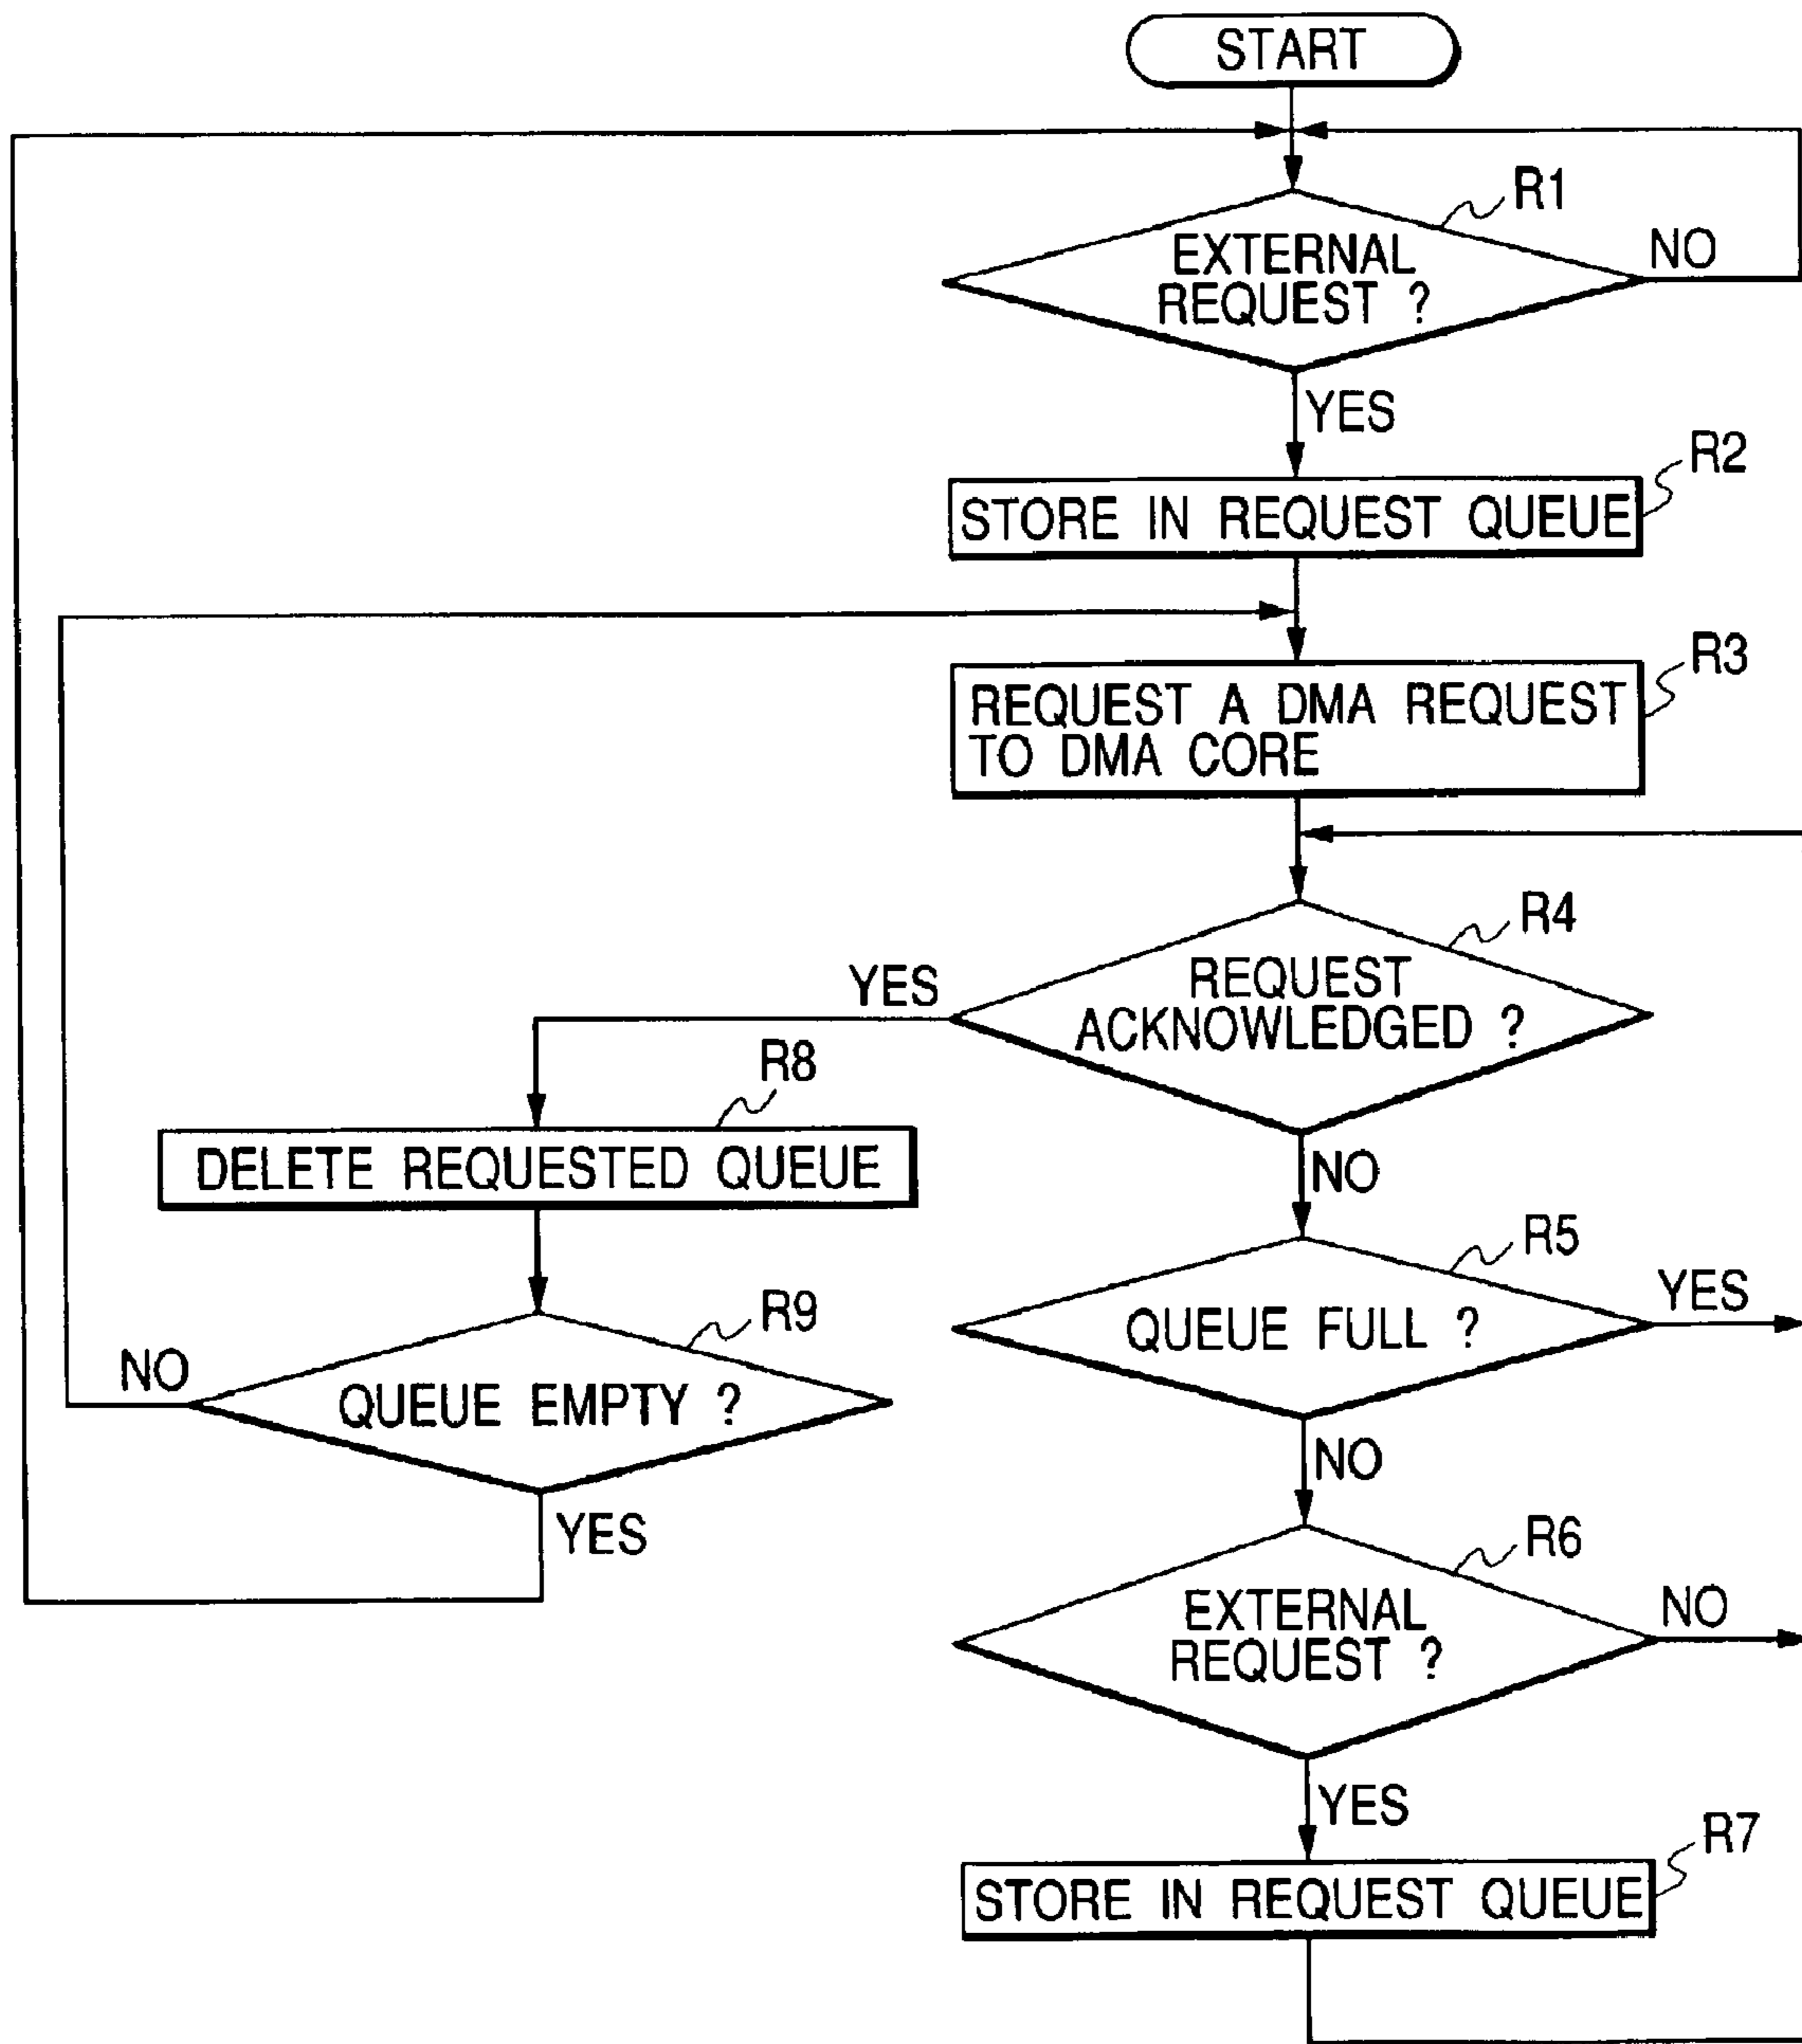 START
R1
EXTERNAL
REQUEST ?
NO
YES
R2
STORE IN REQUEST QUEUE
R3
REQUEST A DMA REQUEST
TO DMA CORE
R4
REQUEST
ACKNOWLEDGED ?
YES
NO
R8
DELETE REQUESTED QUEUE
R5
QUEUE FULL ?
YES
NO
R9
QUEUE EMPTY ?
NO
YES
R6
EXTERNAL
REQUEST ?
NO
YES
R7
STORE IN REQUEST QUEUE